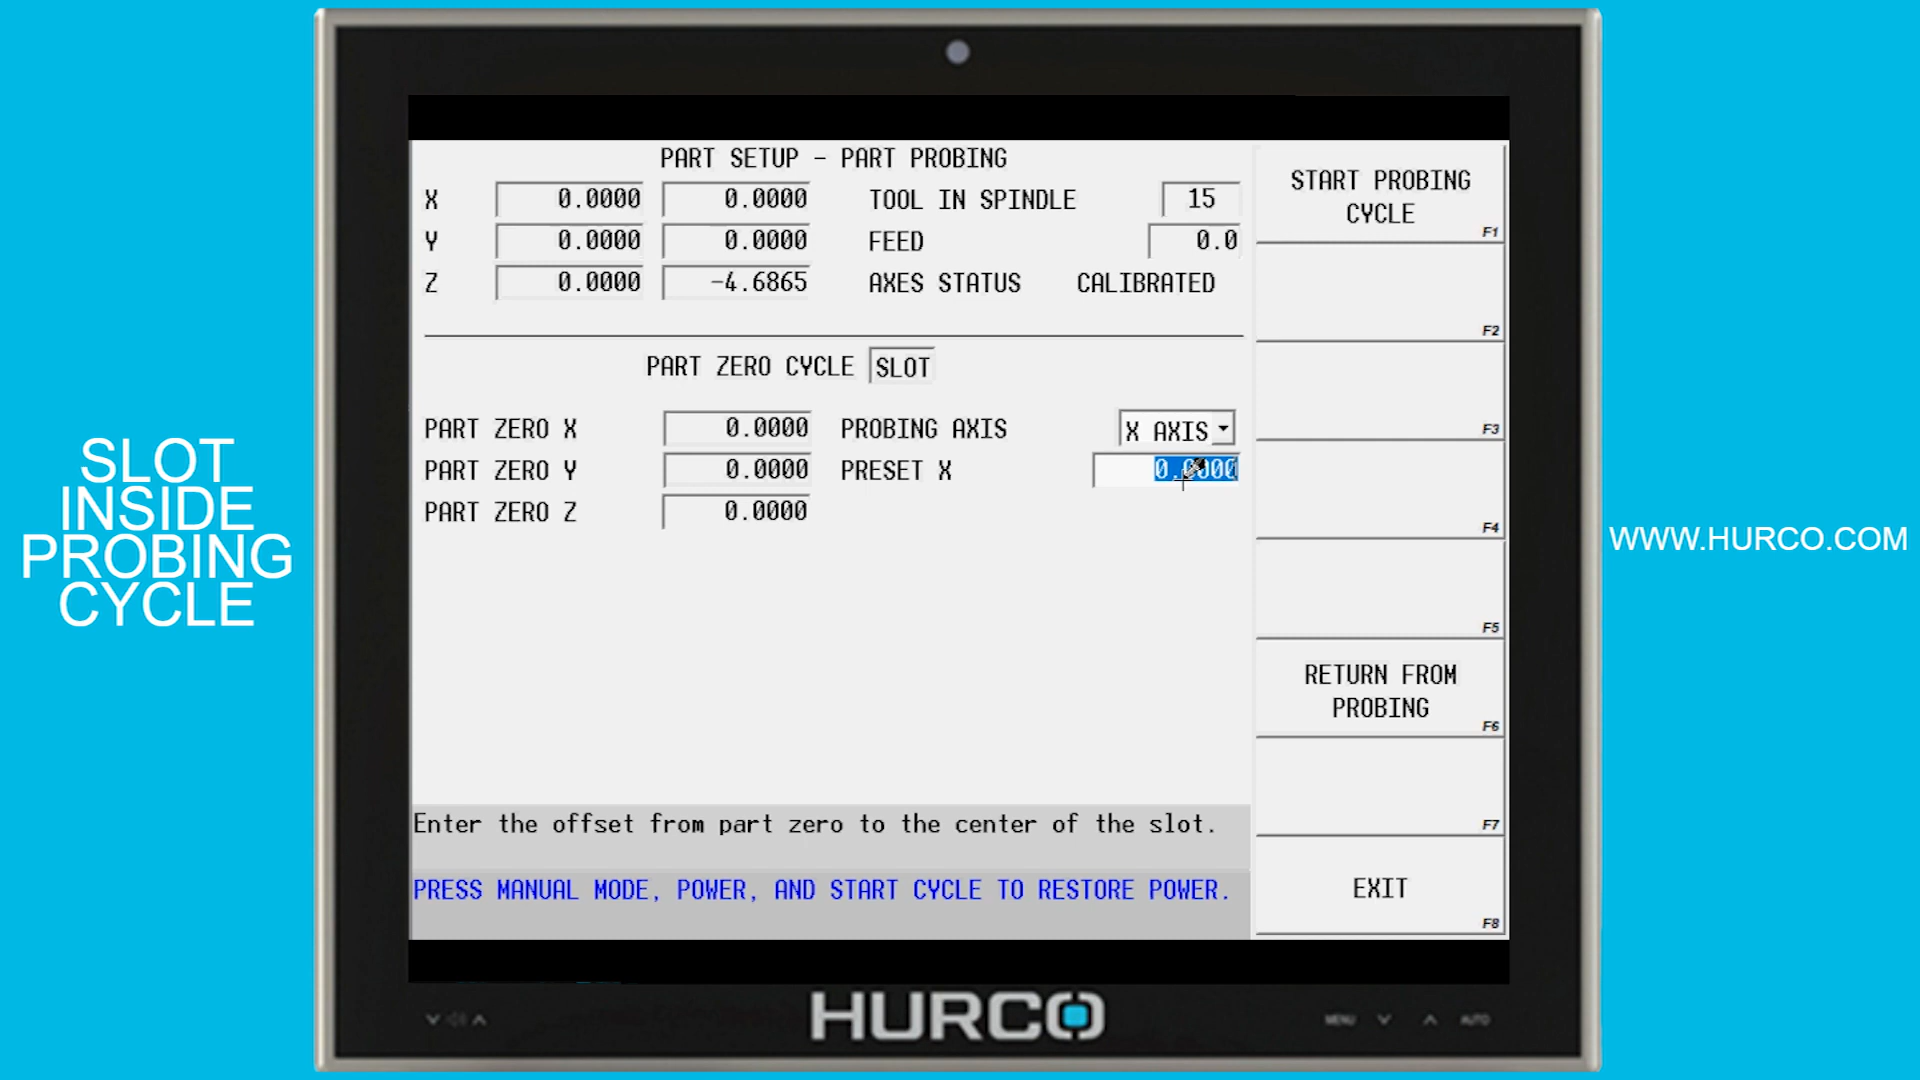 SLOT
INSIDE
PROBING
CYCLE
PART SETUP - PART PROBING
X 0.0000 0.0000 TOOL IN SPINDLE 15
Y 0.0000 0.0000 FEED 0.0
Z 0.0000 -4.6865 AXES STATUS CALIBRATED
PART ZERO CYCLE SLOT
PART ZERO X 0.0000 PROBING AXIS X AXIS
PART ZERO Y 0.0000 PRESET X 0.0000
PART ZERO Z 0.0000
Enter the offset from part zero to the center of the slot.
PRESS MANUAL MODE, POWER, AND START CYCLE TO RESTORE POWER.
START PROBING
CYCLE
F1
F2
F3
F4
F5
RETURN FROM
PROBING
F6
F7
EXIT
F8
HURCO
MENU
AUTO
WWW.HURCO.COM